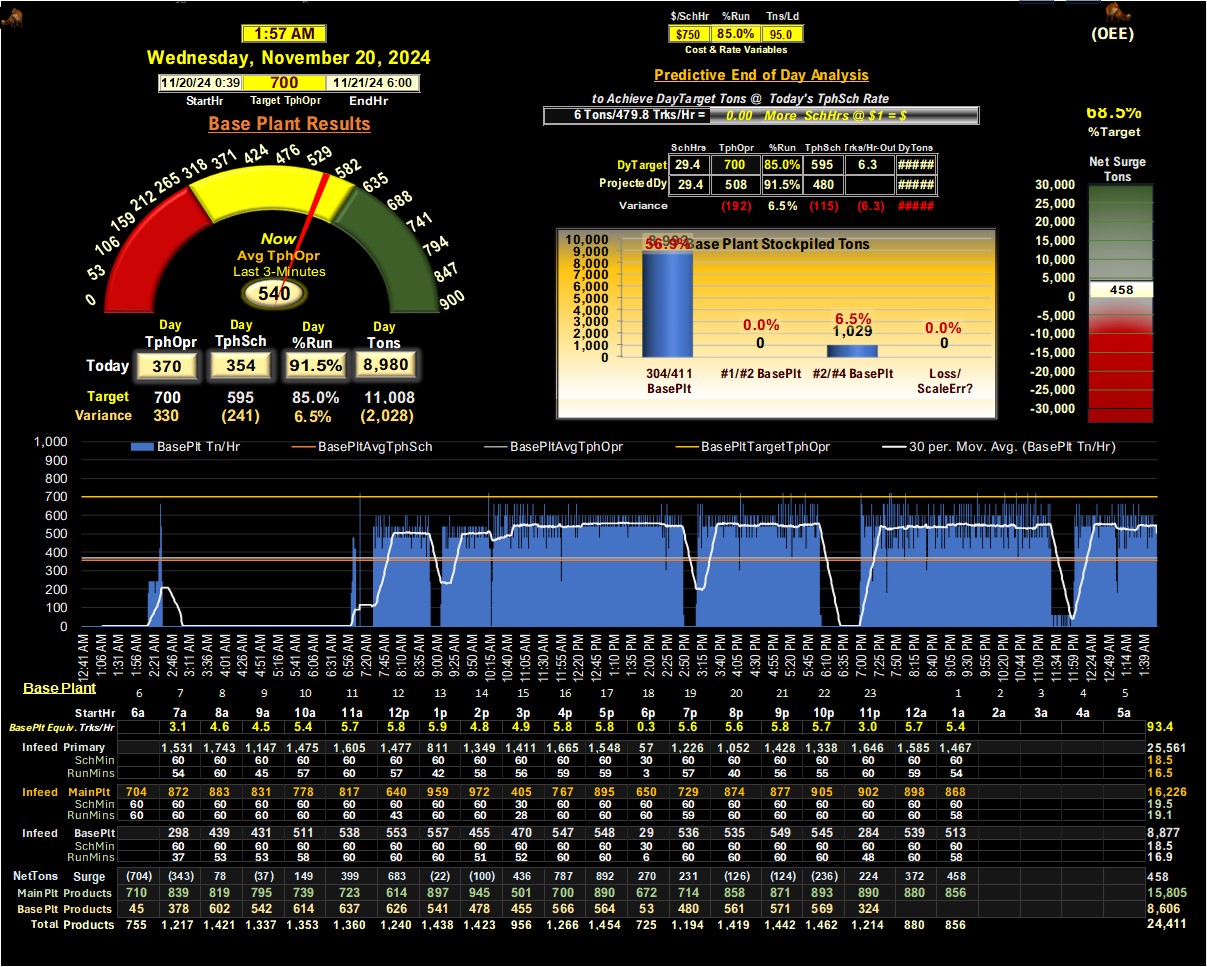 $/SchHr %Run Tns/Ld
$750 85.0% 95.0
Cost & Rate Variables
(OEE)
1:57 AM
Wednesday, November 20, 2024
11/20/24 0:39 700 11/21/24 6:00
StartHr Target TphOpr EndHr
Base Plant Results
Predictive End of Day Analysis
to Achieve DayTarget Tons @ Today's TphSch Rate
6 Tons/479.8 Trks/Hr = 0.00 More SchHrs @ $1 = $
68.5%
%Target
SchHrs TphOpr %Run TphSch Trks/Hr-Out DyTons
DyTarget 29.4 700 85.0% 595 6.3 #####
ProjectedDy 29.4 508 91.5% 480 #####
Variance (192) 6.5% (115) (6.3) #####
Net Surge
Tons
30,000
25,000
20,000
15,000
10,000
5,000
0
-5,000
-10,000
-15,000
-20,000
-25,000
-30,000
458
0 53 106 159 212 265 318 371 424 476 529 582 635 688 741 794 847 900
Now
Avg TphOpr
Last 3-Minutes
540
Day Day Day Day
TphOpr TphSch %Run Tons
Today 370 354 91.5% 8,980
Target 700 595 85.0% 11,008
Variance 330 (241) 6.5% (2,028)
Base Plant Stockpiled Tons
10,000
9,000
8,000
7,000
6,000
5,000
4,000
3,000
2,000
1,000
0
56.9%
0.0% 6.5% 0.0%
0 1,029 0
304/411 BasePlt #1/#2 BasePlt #2/#4 BasePlt Loss/ ScaleErr?
BasePlt Tn/Hr BasePltAvgTphSch BasePltAvgTphOpr BasePltTargetTphOpr 30 per. Mov. Avg. (BasePlt Tn/Hr)
1,000
900
800
700
600
500
400
300
200
100
0
12:41 AM 1:06 AM 1:31 AM 1:56 AM 2:21 AM 2:46 AM 3:11 AM 3:36 AM 4:01 AM 4:26 AM 4:51 AM 5:16 AM 5:41 AM 6:06 AM 6:31 AM 6:56 AM 7:20 AM 7:45 AM 8:10 AM 8:35 AM 9:00 AM 9:25 AM 9:50 AM 10:15 AM 10:40 AM 11:05 AM 11:30 AM 11:55 AM 12:20 PM 12:45 PM 1:10 PM 1:35 PM 2:00 PM 2:25 PM 2:50 PM 3:15 PM 3:40 PM 4:05 PM 4:30 PM 4:55 PM 5:20 PM 5:45 PM 6:10 PM 6:35 PM 7:00 PM 7:25 PM 7:50 PM 8:15 PM 8:40 PM 9:05 PM 9:30 PM 9:55 PM 10:20 PM 10:44 PM 11:09 PM 11:34 PM 11:59 PM 12:24 AM 12:49 AM 1:14 AM 1:39 AM
Base Plant 6 7 8 9 10 11 12 13 14 15 16 17 18 19 20 21 22 23 1 2 3 4 5
StartHr 6a 7a 8a 9a 10a 11a 12p 1p 2p 3p 4p 5p 6p 7p 8p 9p 10p 11p 12a 1a 2a 3a 4a 5a
BasePlt Equiv. Trks/Hr 3.1 4.6 4.5 5.4 5.7 5.8 5.9 4.8 4.9 5.8 5.8 0.3 5.6 5.6 5.8 5.7 3.0 5.7 5.4 93.4
Infeed Primary 1,531 1,743 1,147 1,475 1,605 1,477 811 1,349 1,411 1,665 1,548 57 1,226 1,052 1,428 1,338 1,646 1,585 1,467 25,561
SchMin 60 60 60 60 60 60 60 60 60 60 60 30 60 60 60 60 60 60 60 18.5
RunMins 54 60 45 57 60 57 42 58 56 59 59 3 57 40 56 55 60 59 54 16.5
Infeed MainPlt 704 872 883 831 778 817 640 959 972 405 767 895 650 729 874 877 905 902 898 868 16,226
SchMin 60 60 60 60 60 60 60 60 60 30 60 60 60 60 60 60 60 60 60 60 19.5
RunMins 60 60 60 60 60 60 43 60 60 28 60 60 60 59 60 60 60 60 60 58 19.1
Infeed BasePlt 298 439 431 511 538 553 557 455 470 547 548 29 536 535 549 545 284 539 513 8,877
SchMin 60 60 60 60 60 60 60 60 60 60 60 30 60 60 60 60 60 60 60 18.5
RunMins 37 53 53 58 60 60 60 51 52 60 60 6 60 60 60 60 48 60 58 16.9
NetTons Surge (704) (343) 78 (37) 149 399 683 (22) (100) 436 787 892 270 231 (126) (124) (236) 224 372 458 458
MainPlt Products 710 839 819 795 739 723 614 897 945 501 700 890 672 714 858 871 893 890 880 856 15,805
BasePlt Products 45 378 602 542 614 637 626 541 478 455 566 564 53 480 561 571 569 324 8,606
Total Products 755 1,217 1,421 1,337 1,353 1,360 1,240 1,438 1,423 956 1,266 1,454 725 1,194 1,419 1,442 1,462 1,214 880 856 24,411